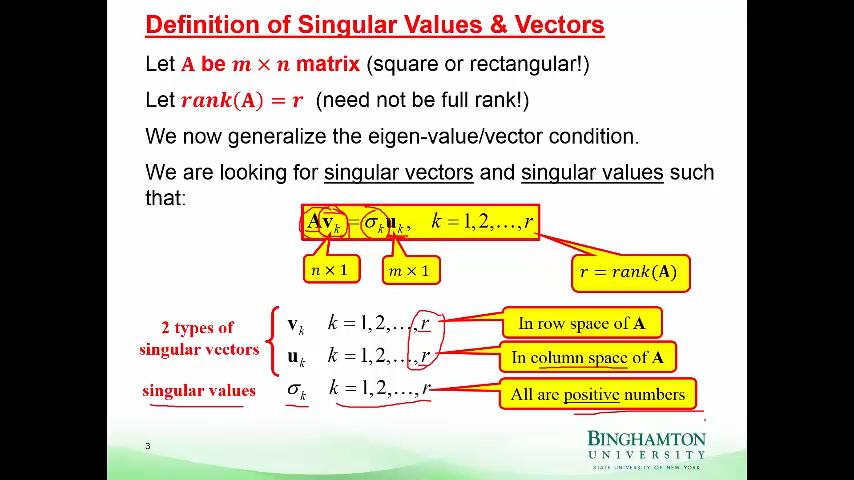 Definition of Singular Values & Vectors
Let A be m × n matrix (square or rectangular!)
Let rank(A) = r (need not be full rank!)
We now generalize the eigen-value/vector condition.
We are looking for singular vectors and singular values such
that:
Av_k = σ_k u_k, k = 1,2,…,r
n × 1
m × 1
r = rank(A)
2 types of
singular vectors
v_k k = 1,2,…,r
In row space of A
u_k k = 1,2,…,r
In column space of A
singular values
σ_k k = 1,2,…,r
All are positive numbers
3
BINGHAMTON
UNIVERSITY
STATE UNIVERSITY OF NEW YORK